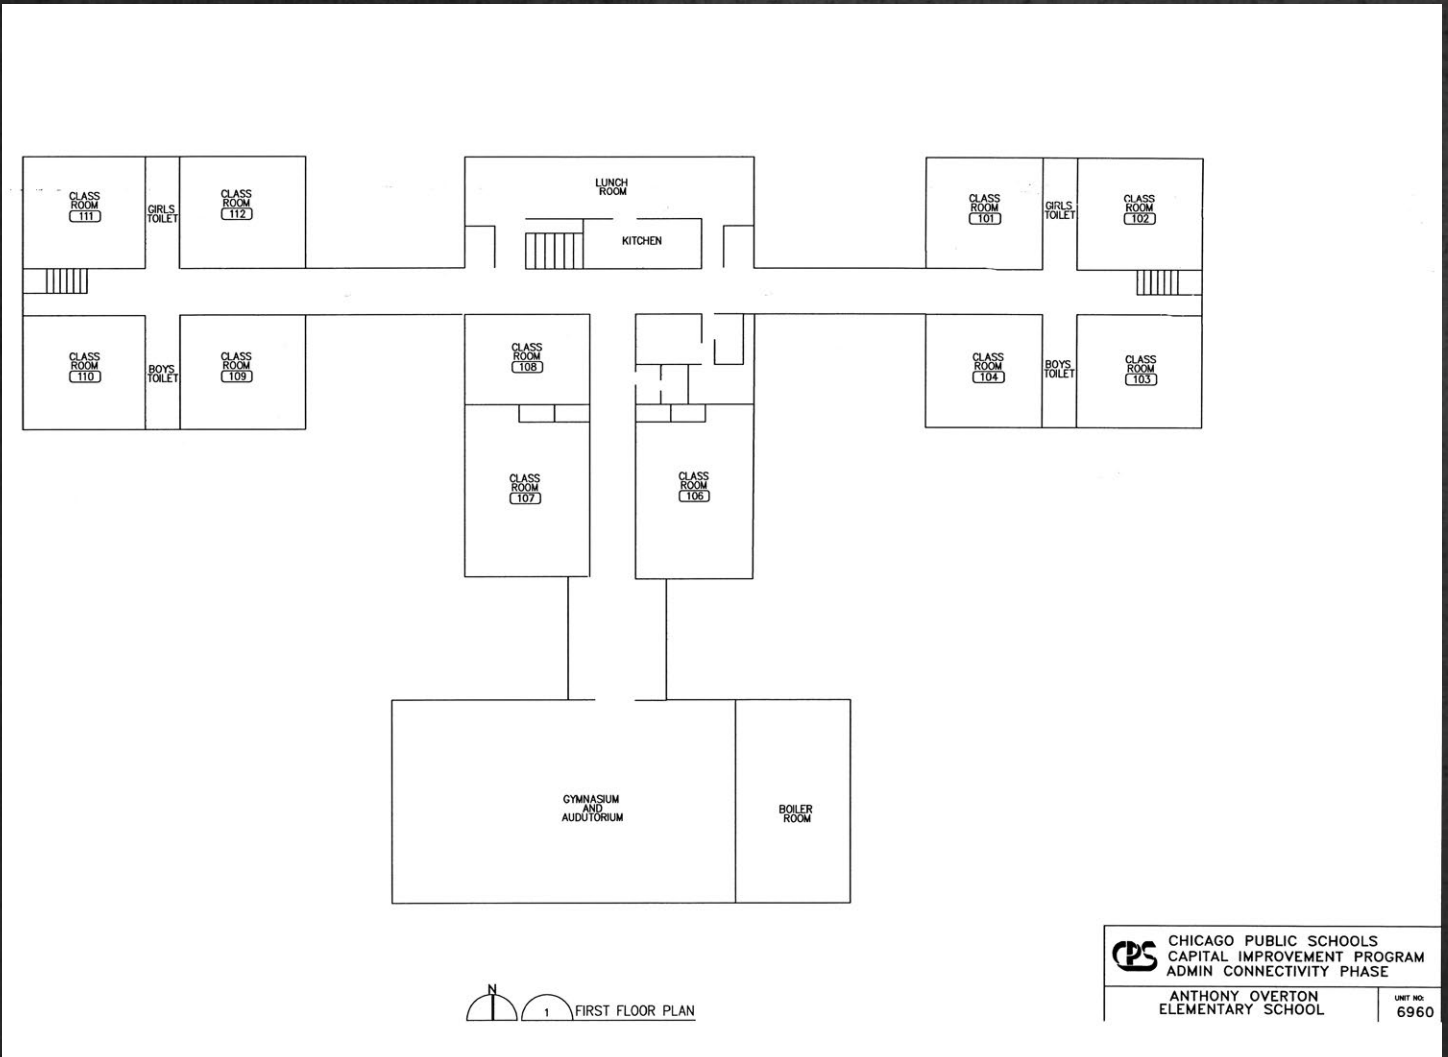 LUNCH
ROOM
CLASS
ROOM
111
GIRLS
TOILET
CLASS
ROOM
112
KITCHEN
CLASS
ROOM
101
GIRLS
TOILET
CLASS
ROOM
102
CLASS
ROOM
110
BOYS
TOILET
CLASS
ROOM
109
CLASS
ROOM
108
CLASS
ROOM
104
BOYS
TOILET
CLASS
ROOM
103
CLASS
ROOM
107
CLASS
ROOM
106
GYMNASIUM
AND
AUDUTORIUM
BOILER
ROOM
N
1 FIRST FLOOR PLAN
CPS
CHICAGO PUBLIC SCHOOLS
CAPITAL IMPROVEMENT PROGRAM
ADMIN CONNECTIVITY PHASE
ANTHONY OVERTON
ELEMENTARY SCHOOL
UNIT NO:
6960